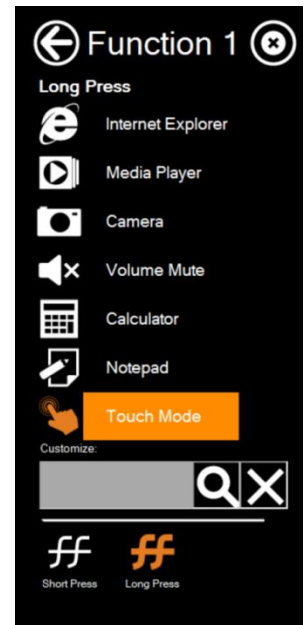 Function 1
Long Press
Internet Explorer
Media Player
Camera
Volume Mute
Calculator
Notepad
Touch Mode
Customize:
Short Press
Long Press